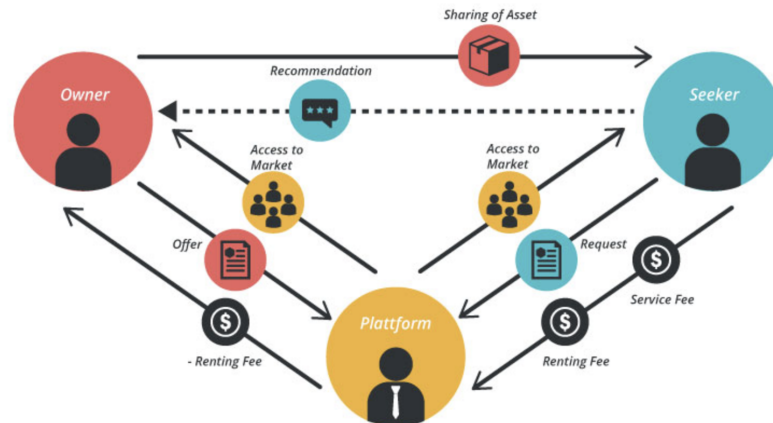 Sharing of Asset
Recommendation
Owner
Seeker
Access to
Market
Access to
Market
Offer
Request
Plattform
Service Fee
- Renting Fee
Renting Fee